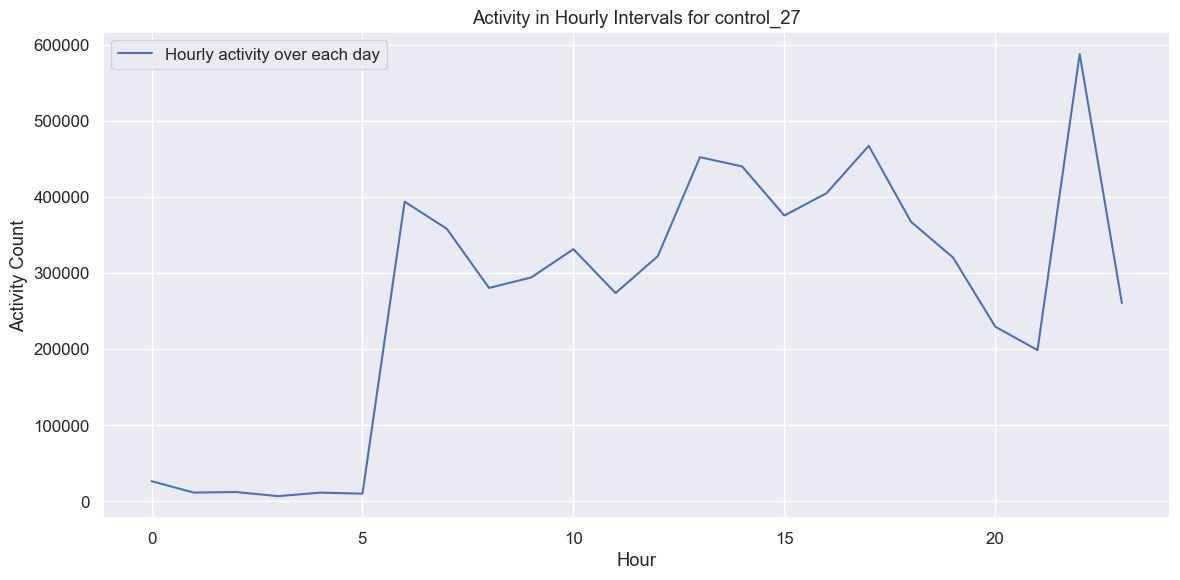 Activity in Hourly Intervals for control_27
Hourly activity over each day
600000
500000
400000
300000
200000
100000
0
Activity Count
0 5 10 15 20
Hour